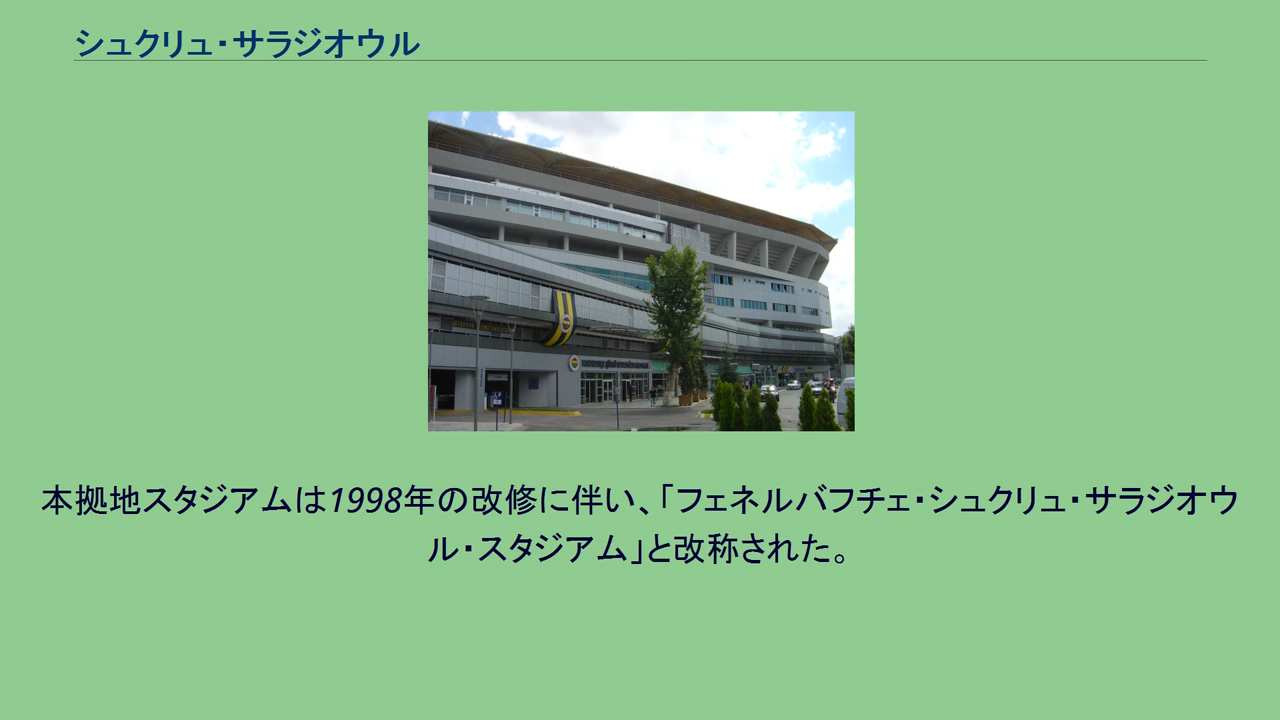 シュクリュ・サラジオウル
本拠地スタジアムは1998年の改修に伴い、「フェネルバフチェ・シュクリュ・サラジオウ
ル・スタジアム」と改称された。